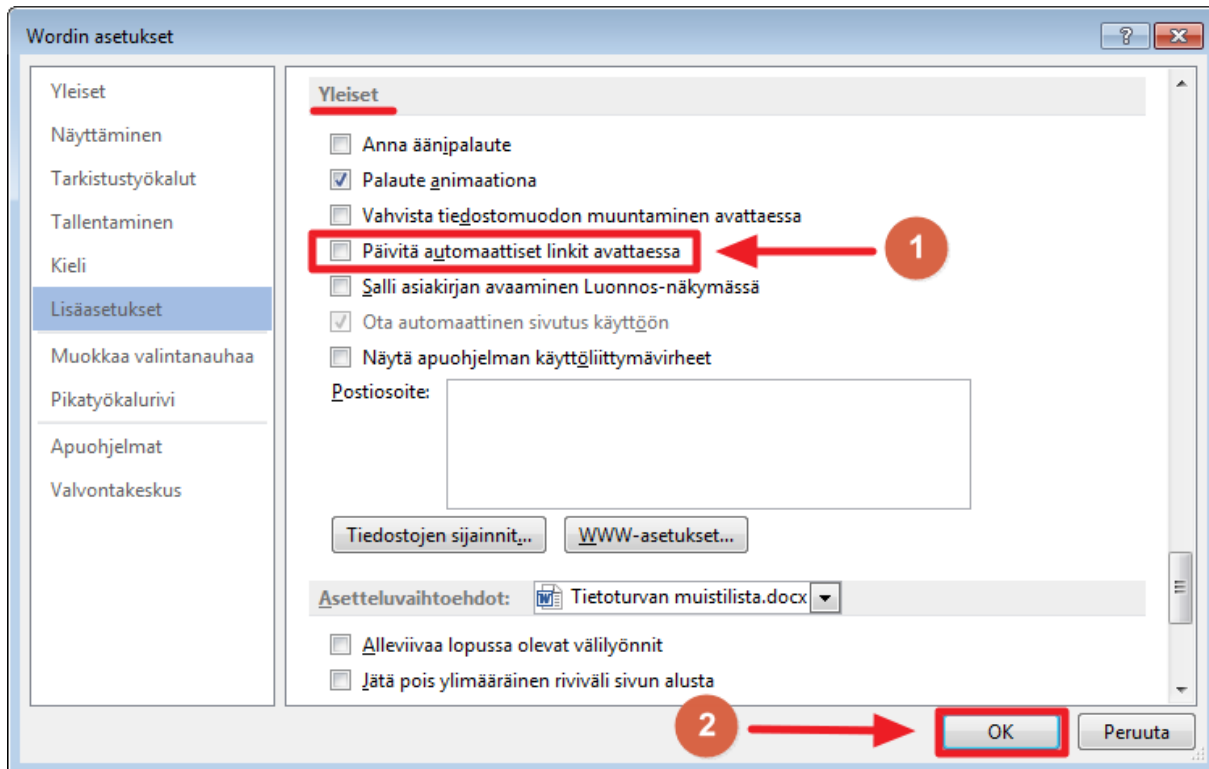 Wordin asetukset
Yleiset
Näyttäminen
Tarkistustyökalut
Tallentaminen
Kieli
Lisäasetukset
Muokkaa valintanauhaa
Pikatyökalurivi
Apuohjelmat
Valvontakeskus
Yleiset
Anna äänipalaute
Palaute animaationa
Vahvista tiedostomuodon muuntaminen avattaessa
Päivitä automaattiset linkit avattaessa
1
Salli asiakirjan avaaminen Luonnos-näkymässä
Ota automaattinen sivutus käyttöön
Näytä apuohjelman käyttöliittymävirheet
Postiosoite:
Tiedostojen sijainnit... WWW-asetukset...
Asetteluvaihtoehdot: Tietoturvan muistilista.docx
Alleviivaa lopussa olevat välilyönnit
Jätä pois ylimääräinen riviväli sivun alusta
2
OK Peruuta